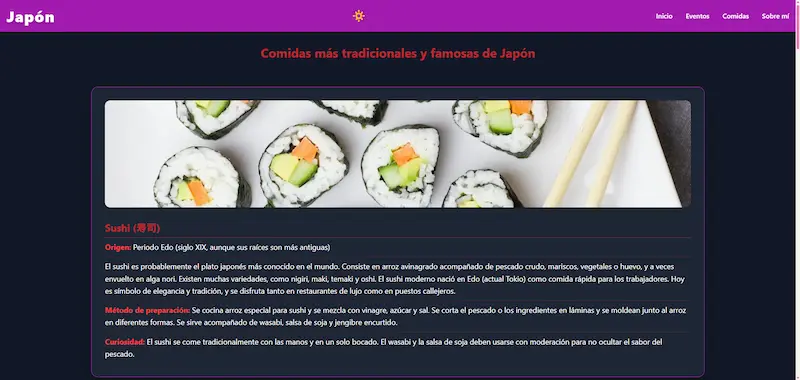 Japón
Inicio Eventos Comidas Sobre mí
Comidas más tradicionales y famosas de Japón
Sushi (寿司)
Origen: Periodo Edo (siglo XIX, aunque sus raíces son más antiguas)
El sushi es probablemente el plato japonés más conocido en el mundo. Consiste en arroz avinagrado acompañado de pescado crudo, mariscos, vegetales o huevo, y a veces
envuelto en alga nori. Existen muchas variedades, como nigiri, maki, temaki y oshi. El sushi moderno nació en Edo (actual Tokio) como comida rápida para los trabajadores. Hoy
es símbolo de elegancia y tradición, y se disfruta tanto en restaurantes de lujo como en puestos callejeros.
Método de preparación: Se cocina arroz especial para sushi y se mezcla con vinagre, azúcar y sal. Se corta el pescado o los ingredientes en láminas y se moldean junto al arroz
en diferentes formas. Se sirve acompañado de wasabi, salsa de soja y jengibre encurtido.
Curiosidad: El sushi se come tradicionalmente con las manos y en un solo bocado. El wasabi y la salsa de soja deben usarse con moderación para no ocultar el sabor del
pescado.